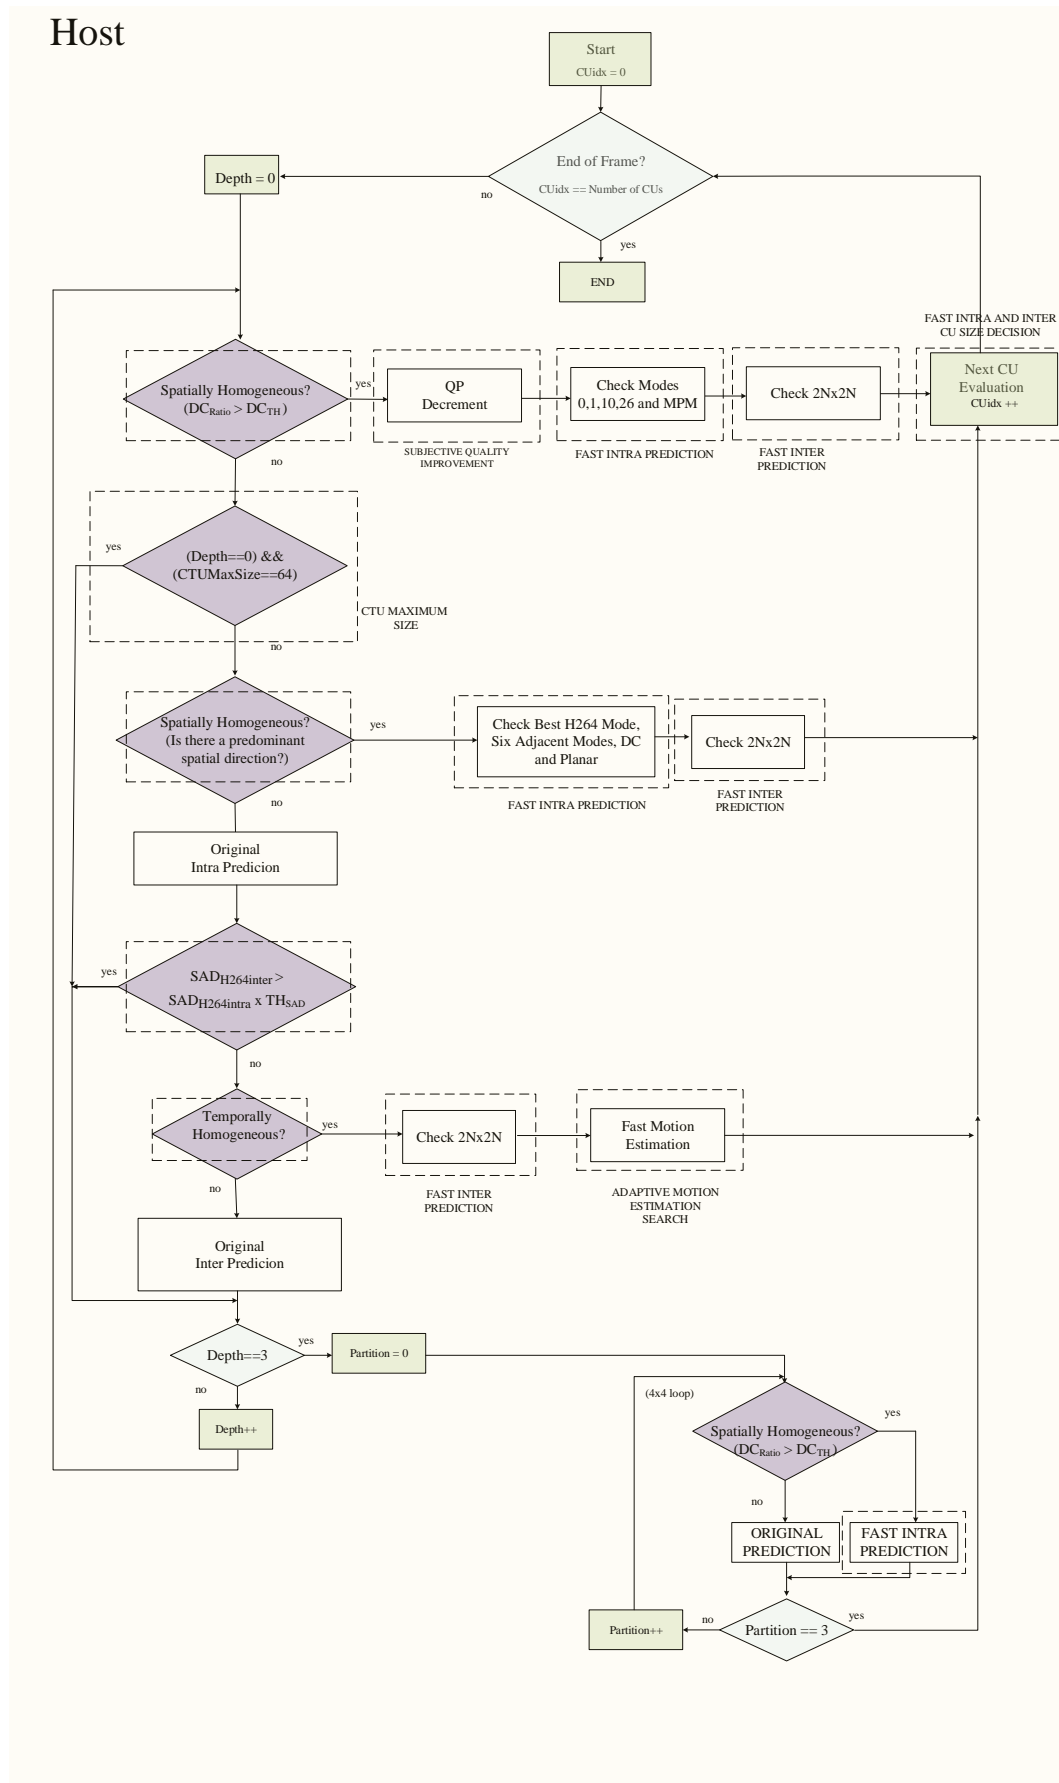 Host
Start
CUidx = 0
End of Frame?
CUidx == Number of CUs
no
yes
Depth = 0
END
FAST INTRA AND INTER
CU SIZE DECISION
Spatially Homogeneous?
(DCRatio > DCTH )
yes
no
QP
Decrement
SUBJECTIVE QUALITY
IMPROVEMENT
Check Modes
0,1,10,26 and MPM
FAST INTRA PREDICTION
Check 2Nx2N
FAST INTER
PREDICTION
Next CU
Evaluation
CUidx ++
yes
(Depth==0) &&
(CTUMaxSize==64)
CTU MAXIMUM
SIZE
no
Spatially Homogeneous?
(Is there a predominant
spatial direction?)
yes
no
Check Best H264 Mode,
Six Adjacent Modes, DC
and Planar
FAST INTRA PREDICTION
Check 2Nx2N
FAST INTER
PREDICTION
Original
Intra Predicion
yes
SADH264inter >
SADH264intra x THSAD
no
Temporally
Homogeneous?
yes
no
Check 2Nx2N
FAST INTER
PREDICTION
Fast Motion
Estimation
ADAPTIVE MOTION
ESTIMATION
SEARCH
Original
Inter Predicion
Depth==3
yes
no
Partition = 0
Depth++
(4x4 loop)
Spatially Homogeneous?
(DCRatio > DCTH )
yes
no
ORIGINAL
PREDICTION
FAST INTRA
PREDICTION
Partition++
no
Partition == 3
yes